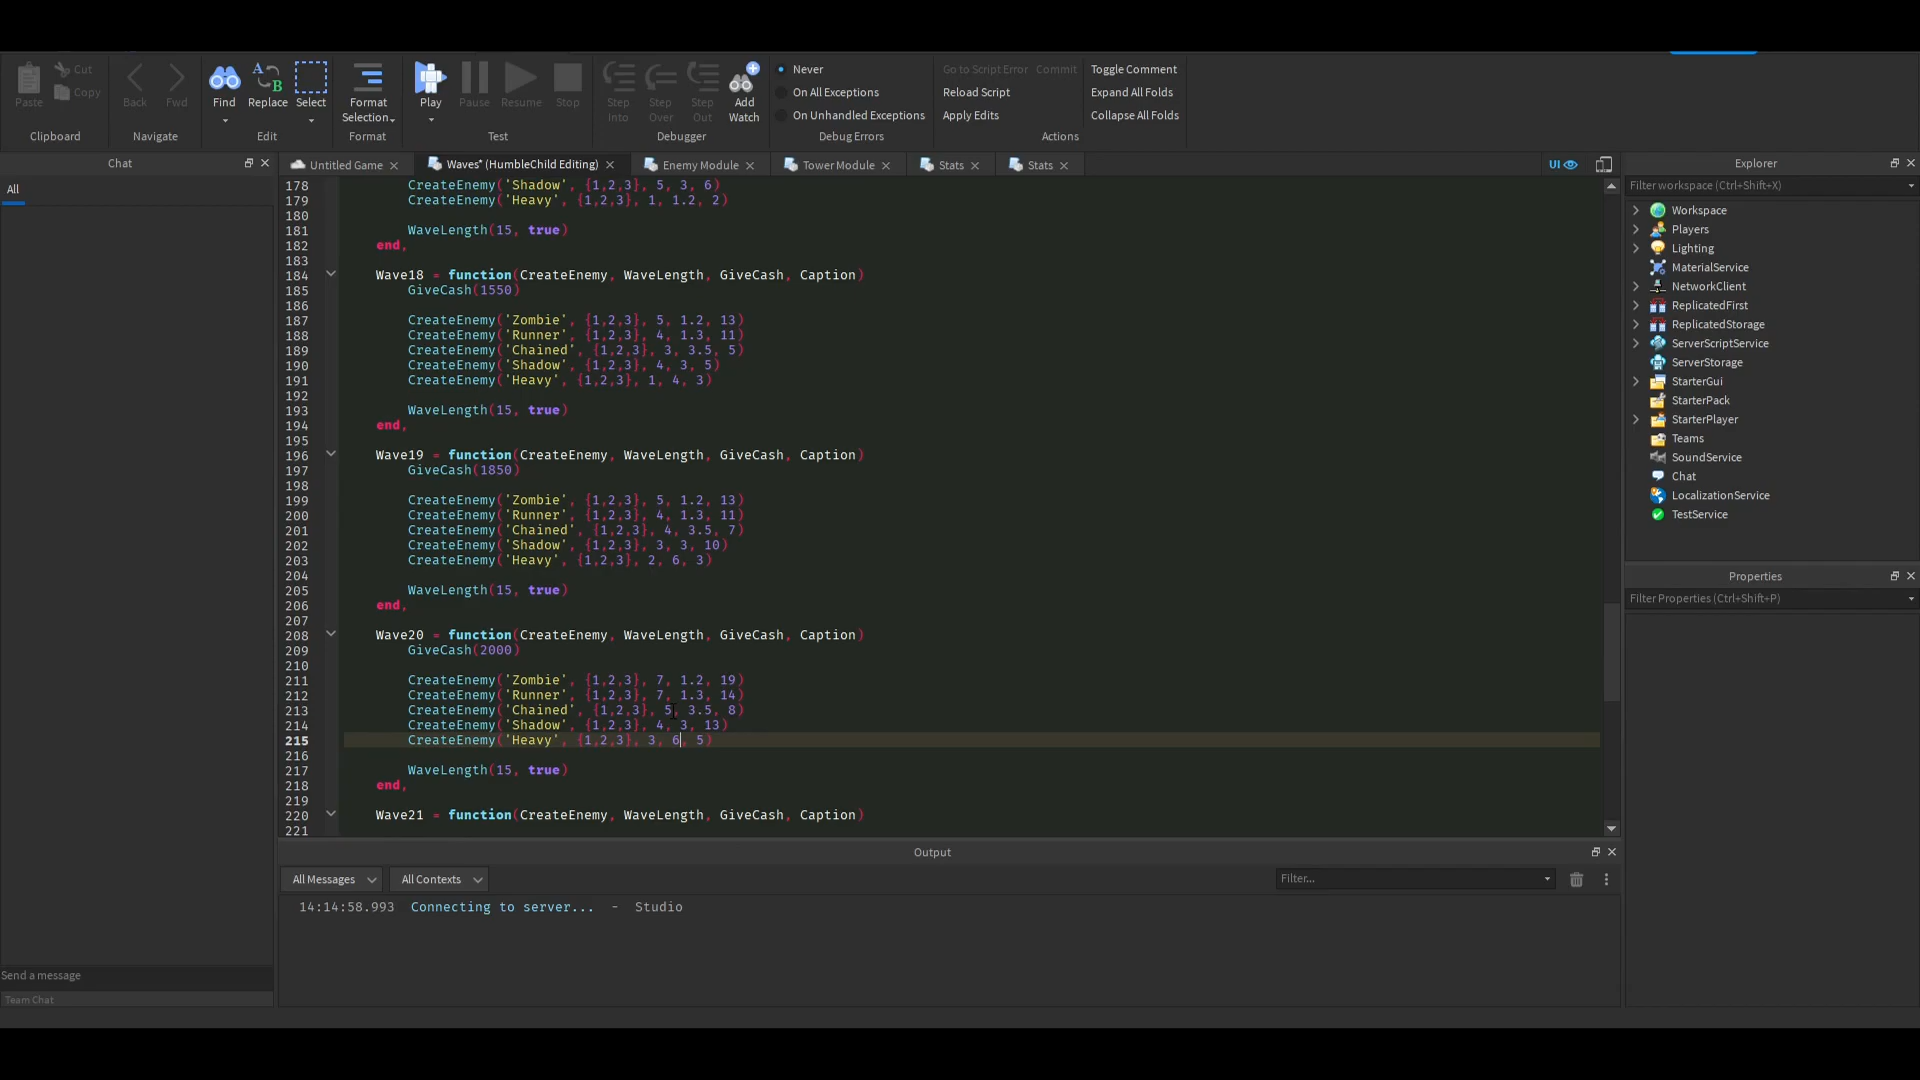 Paste
Cut
Copy
Clipboard
Back
Fwd
Navigate
Find
Replace
Select
Edit
Format
Selection
Format
Play
Pause
Resume
Stop
Test
Step
Into
Step
Over
Step
Out
Add
Watch
Debugger
Never
On All Exceptions
On Unhandled Exceptions
Debug Errors
Go to Script Error
Commit
Reload Script
Apply Edits
Toggle Comment
Expand All Folds
Collapse All Folds
Actions
Chat
All
Untitled Game
Waves* (HumbleChild Editing)
Enemy Module
Tower Module
Stats
Stats
UI
178 CreateEnemy('Shadow', {1,2,3}, 5, 3, 6)
179 CreateEnemy('Heavy', {1,2,3}, 1, 1.2, 2)
180
181 WaveLength(15, true)
182 end,
183
184 Wave18 = function(CreateEnemy, WaveLength, GiveCash, Caption)
185 GiveCash(1550)
186
187 CreateEnemy('Zombie', {1,2,3}, 5, 1.2, 13)
188 CreateEnemy('Runner', {1,2,3}, 4, 1.3, 11)
189 CreateEnemy('Chained', {1,2,3}, 3, 3.5, 5)
190 CreateEnemy('Shadow', {1,2,3}, 4, 3, 5)
191 CreateEnemy('Heavy', {1,2,3}, 1, 4, 3)
192
193 WaveLength(15, true)
194 end,
195
196 Wave19 = function(CreateEnemy, WaveLength, GiveCash, Caption)
197 GiveCash(1850)
198
199 CreateEnemy('Zombie', {1,2,3}, 5, 1.2, 13)
200 CreateEnemy('Runner', {1,2,3}, 4, 1.3, 11)
201 CreateEnemy('Chained', {1,2,3}, 4, 3.5, 7)
202 CreateEnemy('Shadow', {1,2,3}, 3, 3, 10)
203 CreateEnemy('Heavy', {1,2,3}, 2, 6, 3)
204
205 WaveLength(15, true)
206 end,
207
208 Wave20 = function(CreateEnemy, WaveLength, GiveCash, Caption)
209 GiveCash(2000)
210
211 CreateEnemy('Zombie', {1,2,3}, 7, 1.2, 19)
212 CreateEnemy('Runner', {1,2,3}, 7, 1.3, 14)
213 CreateEnemy('Chained', {1,2,3}, 5, 3.5, 8)
214 CreateEnemy('Shadow', {1,2,3}, 4, 3, 13)
215 CreateEnemy('Heavy', {1,2,3}, 3, 6, 5)
216
217 WaveLength(15, true)
218 end,
219
220 Wave21 = function(CreateEnemy, WaveLength, GiveCash, Caption)
221
Send a message
Team Chat
Output
All Messages
All Contexts
Filter...
14:14:58.993 Connecting to server... - Studio
Explorer
Filter workspace (Ctrl+Shift+X)
Workspace
Players
Lighting
MaterialService
NetworkClient
ReplicatedFirst
ReplicatedStorage
ServerScriptService
ServerStorage
StarterGui
StarterPack
StarterPlayer
Teams
SoundService
Chat
LocalizationService
TestService
Properties
Filter Properties (Ctrl+Shift+P)